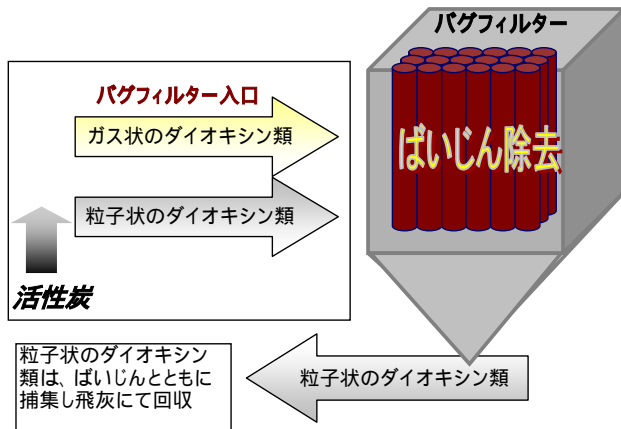 バグフィルター
バグフィルター入口
ガス状のダイオキシン類
ばいじん除去
粒子状のダイオキシン類
活性炭
粒子状のダイオキシン
類は、ばいじんとともに
捕集し飛灰にて回収
粒子状のダイオキシン類